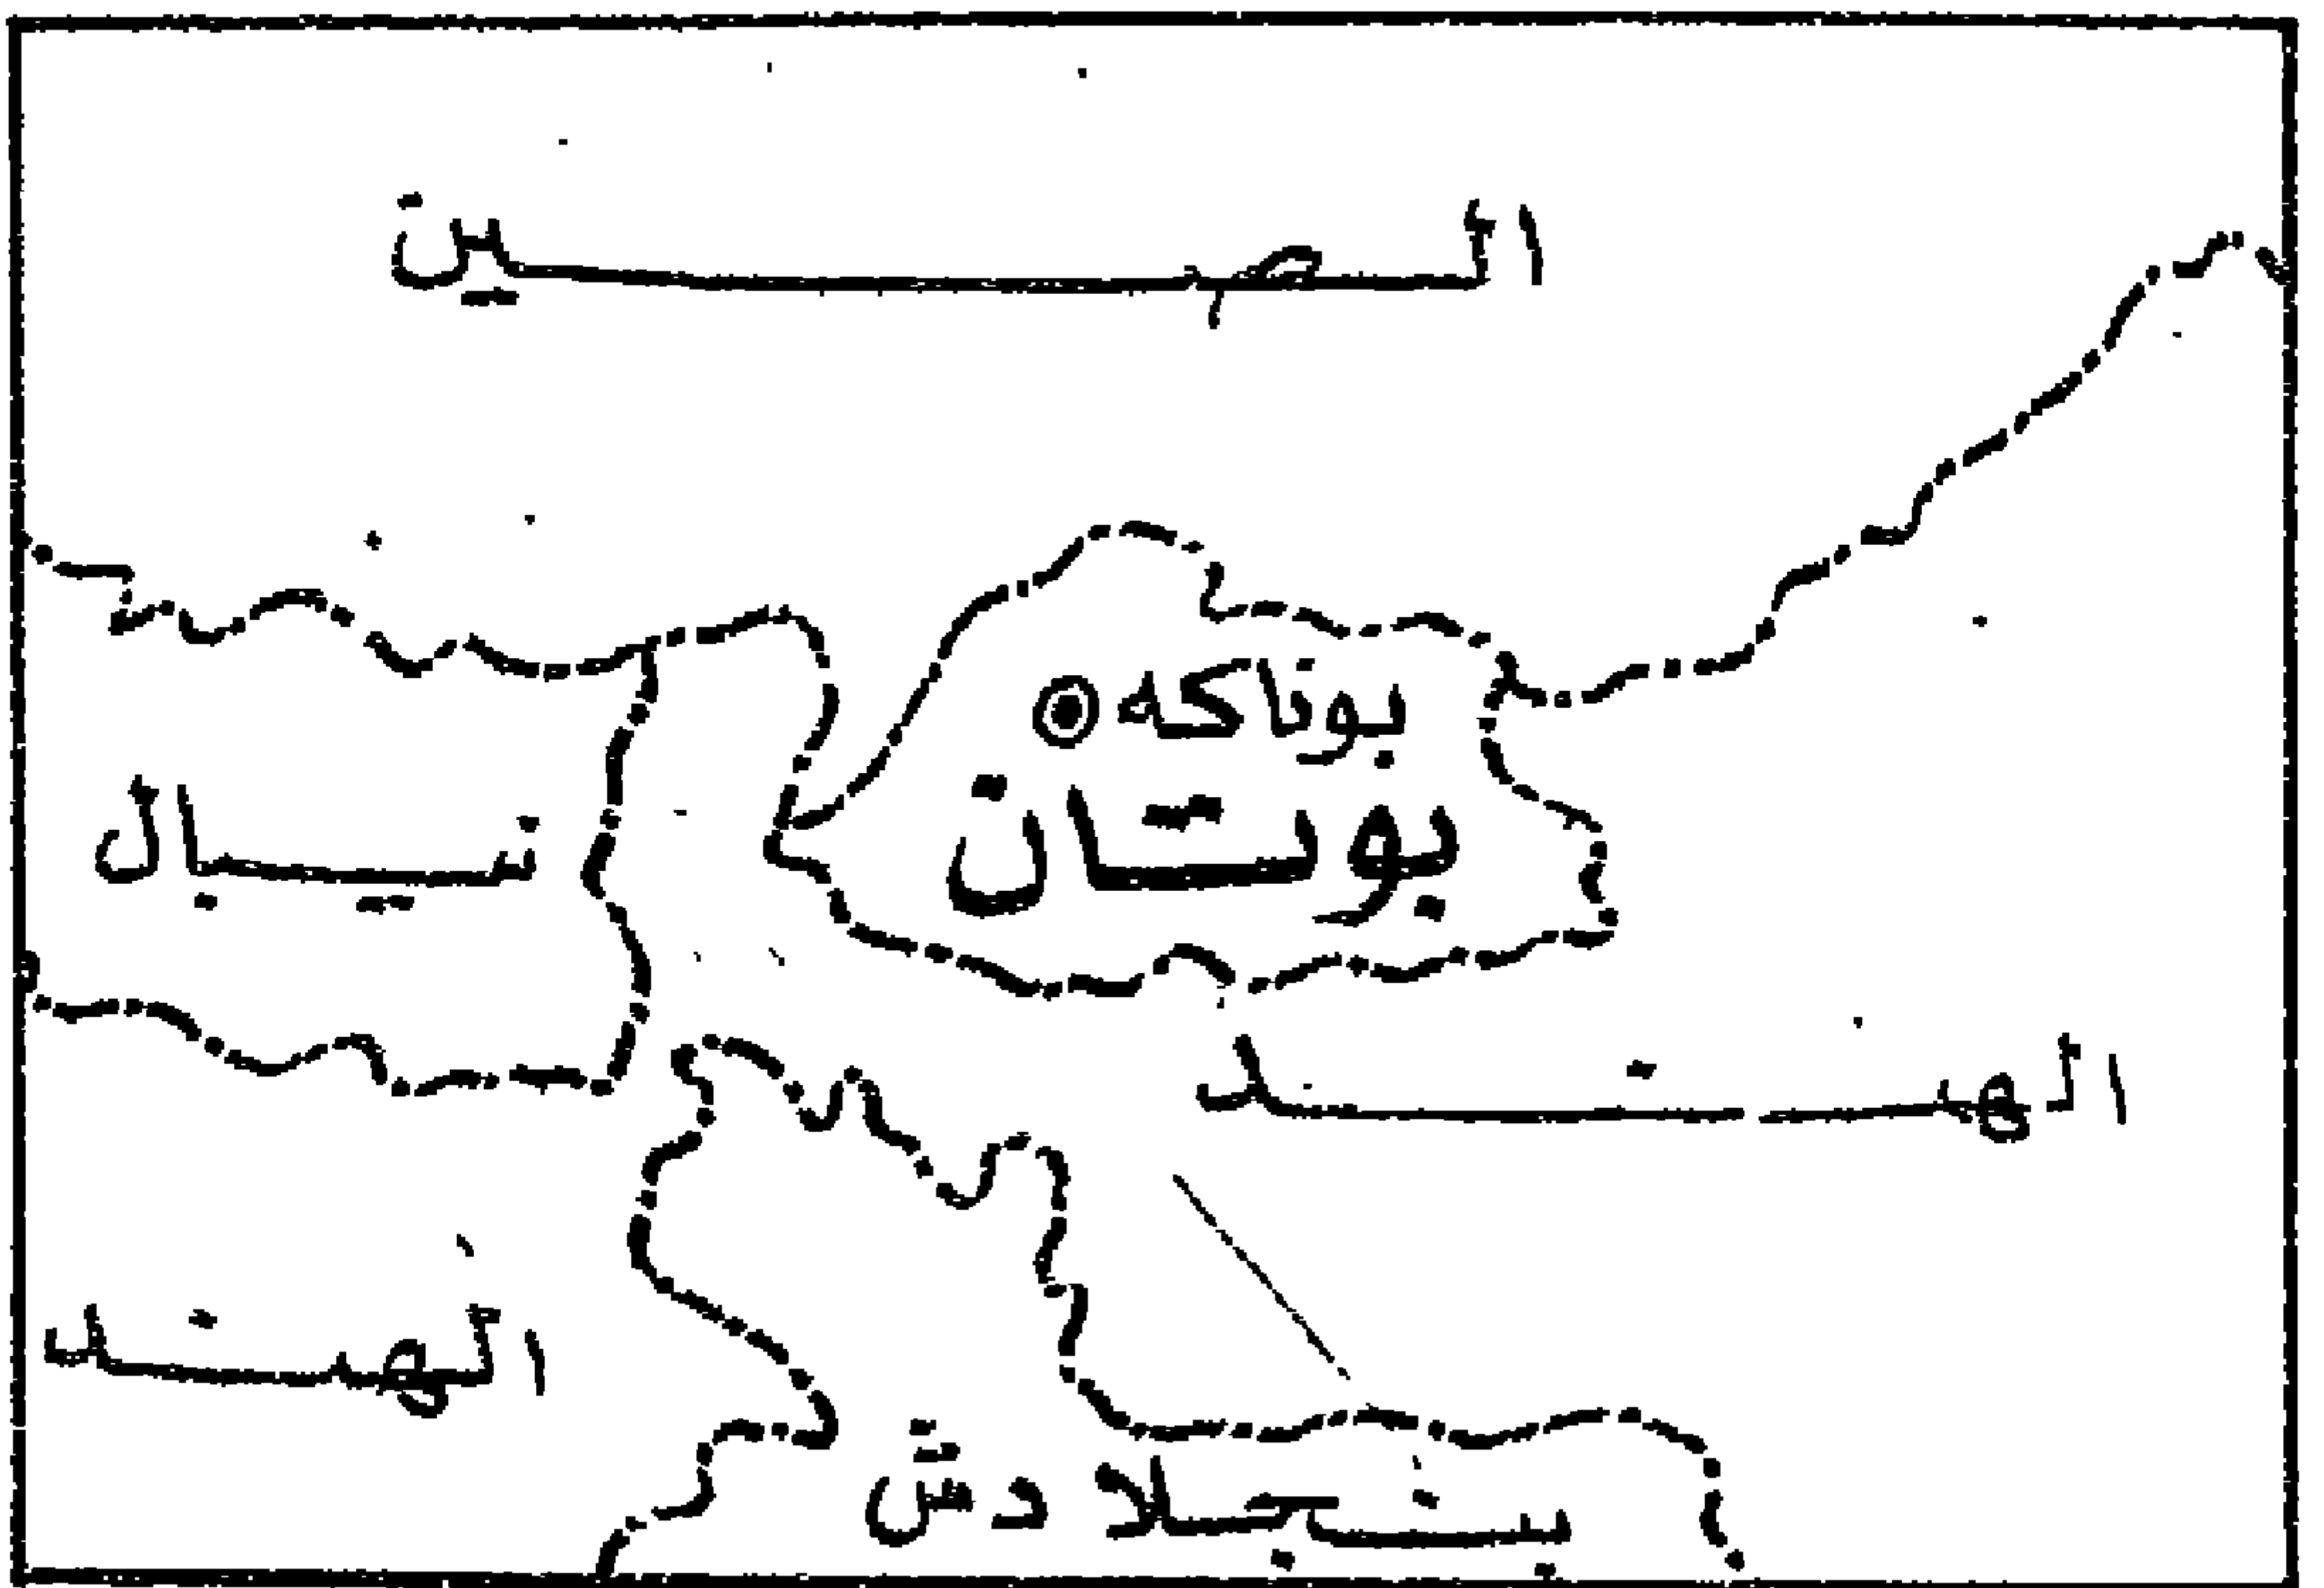 الصين
بوناكه
بوتان
نيبال
الهند
الهند
بنجلادش